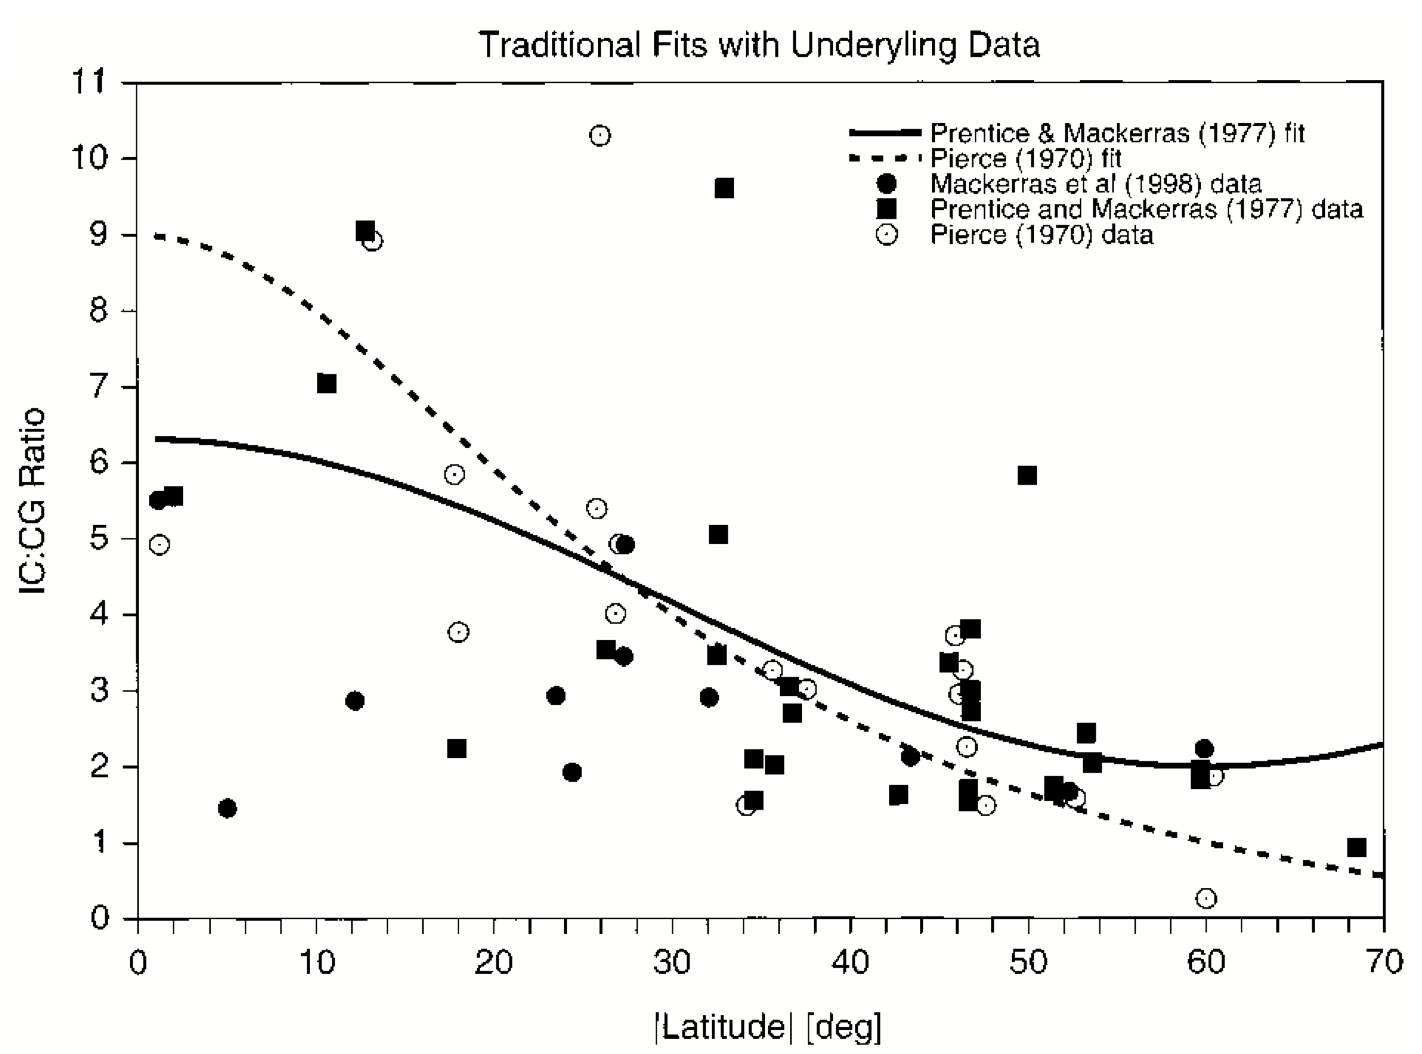 Traditional Fits with Underyling Data
11
10
9
8
7
6
5
4
3
2
1
0
IC:CG Ratio
Prentice & Mackerras (1977) fit
Pierce (1970) fit
Mackerras et al (1998) data
Prentice and Mackerras (1977) data
Pierce (1970) data
0 10 20 30 40 50 60 70
|Latitude| [deg]